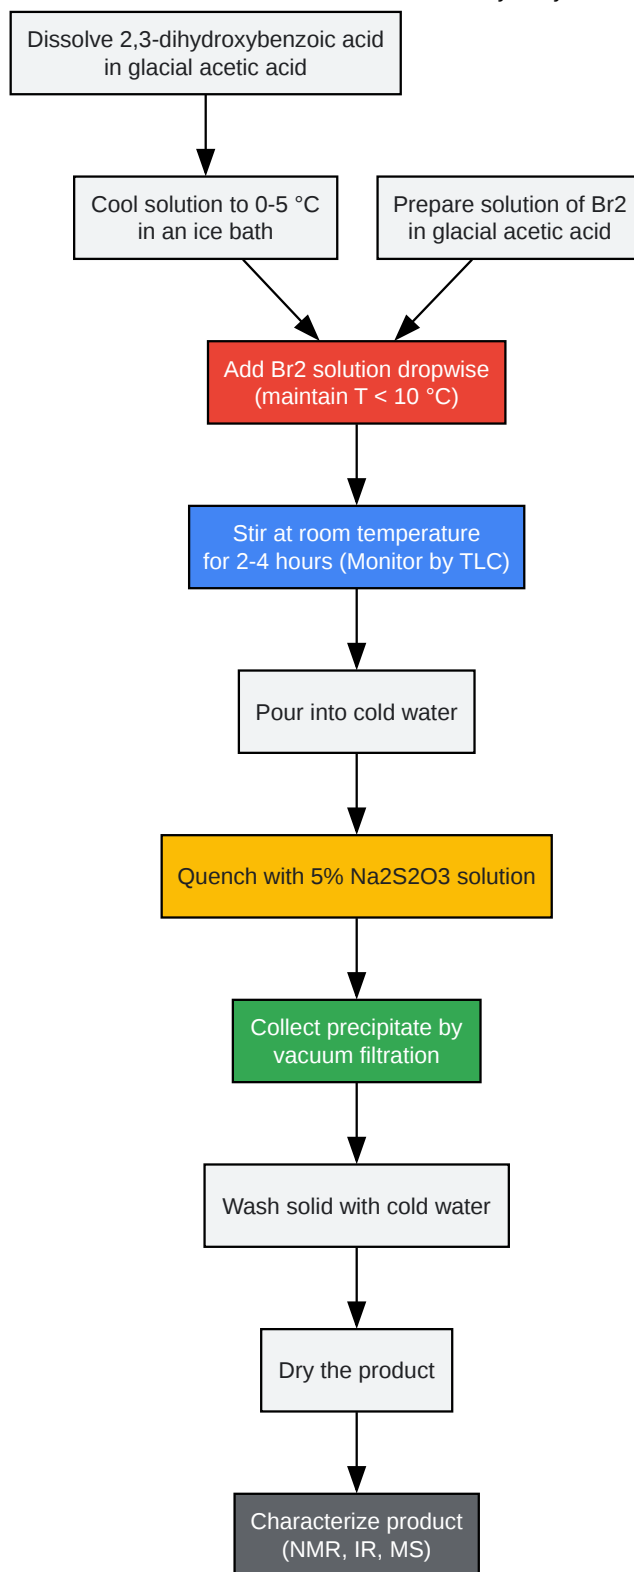 Dissolve 2,3-dihydroxybenzoic acid
in glacial acetic acid
Cool solution to 0-5 °C
in an ice bath
Prepare solution of Br2
in glacial acetic acid
Add Br2 solution dropwise
(maintain T < 10 °C)
Stir at room temperature
for 2-4 hours (Monitor by TLC)
Pour into cold water
Quench with 5% Na2S2O3 solution
Collect precipitate by
vacuum filtration
Wash solid with cold water
Dry the product
Characterize product
(NMR, IR, MS)